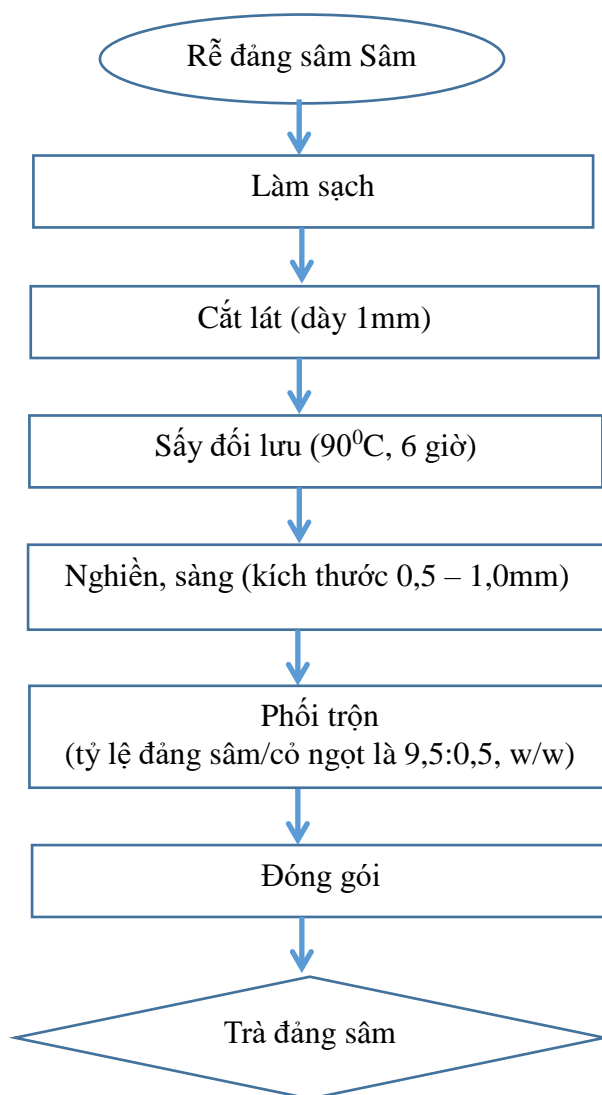 Rễ đảng sâm Sâm
Làm sạch
Cắt lát (dày 1mm)
Sấy đối lưu (90⁰C, 6 giờ)
Nghiền, sàng (kích thước 0,5 – 1,0mm)
Phối trộn
(tỷ lệ đảng sâm/cỏ ngọt là 9,5:0,5, w/w)
Đóng gói
Trà đảng sâm